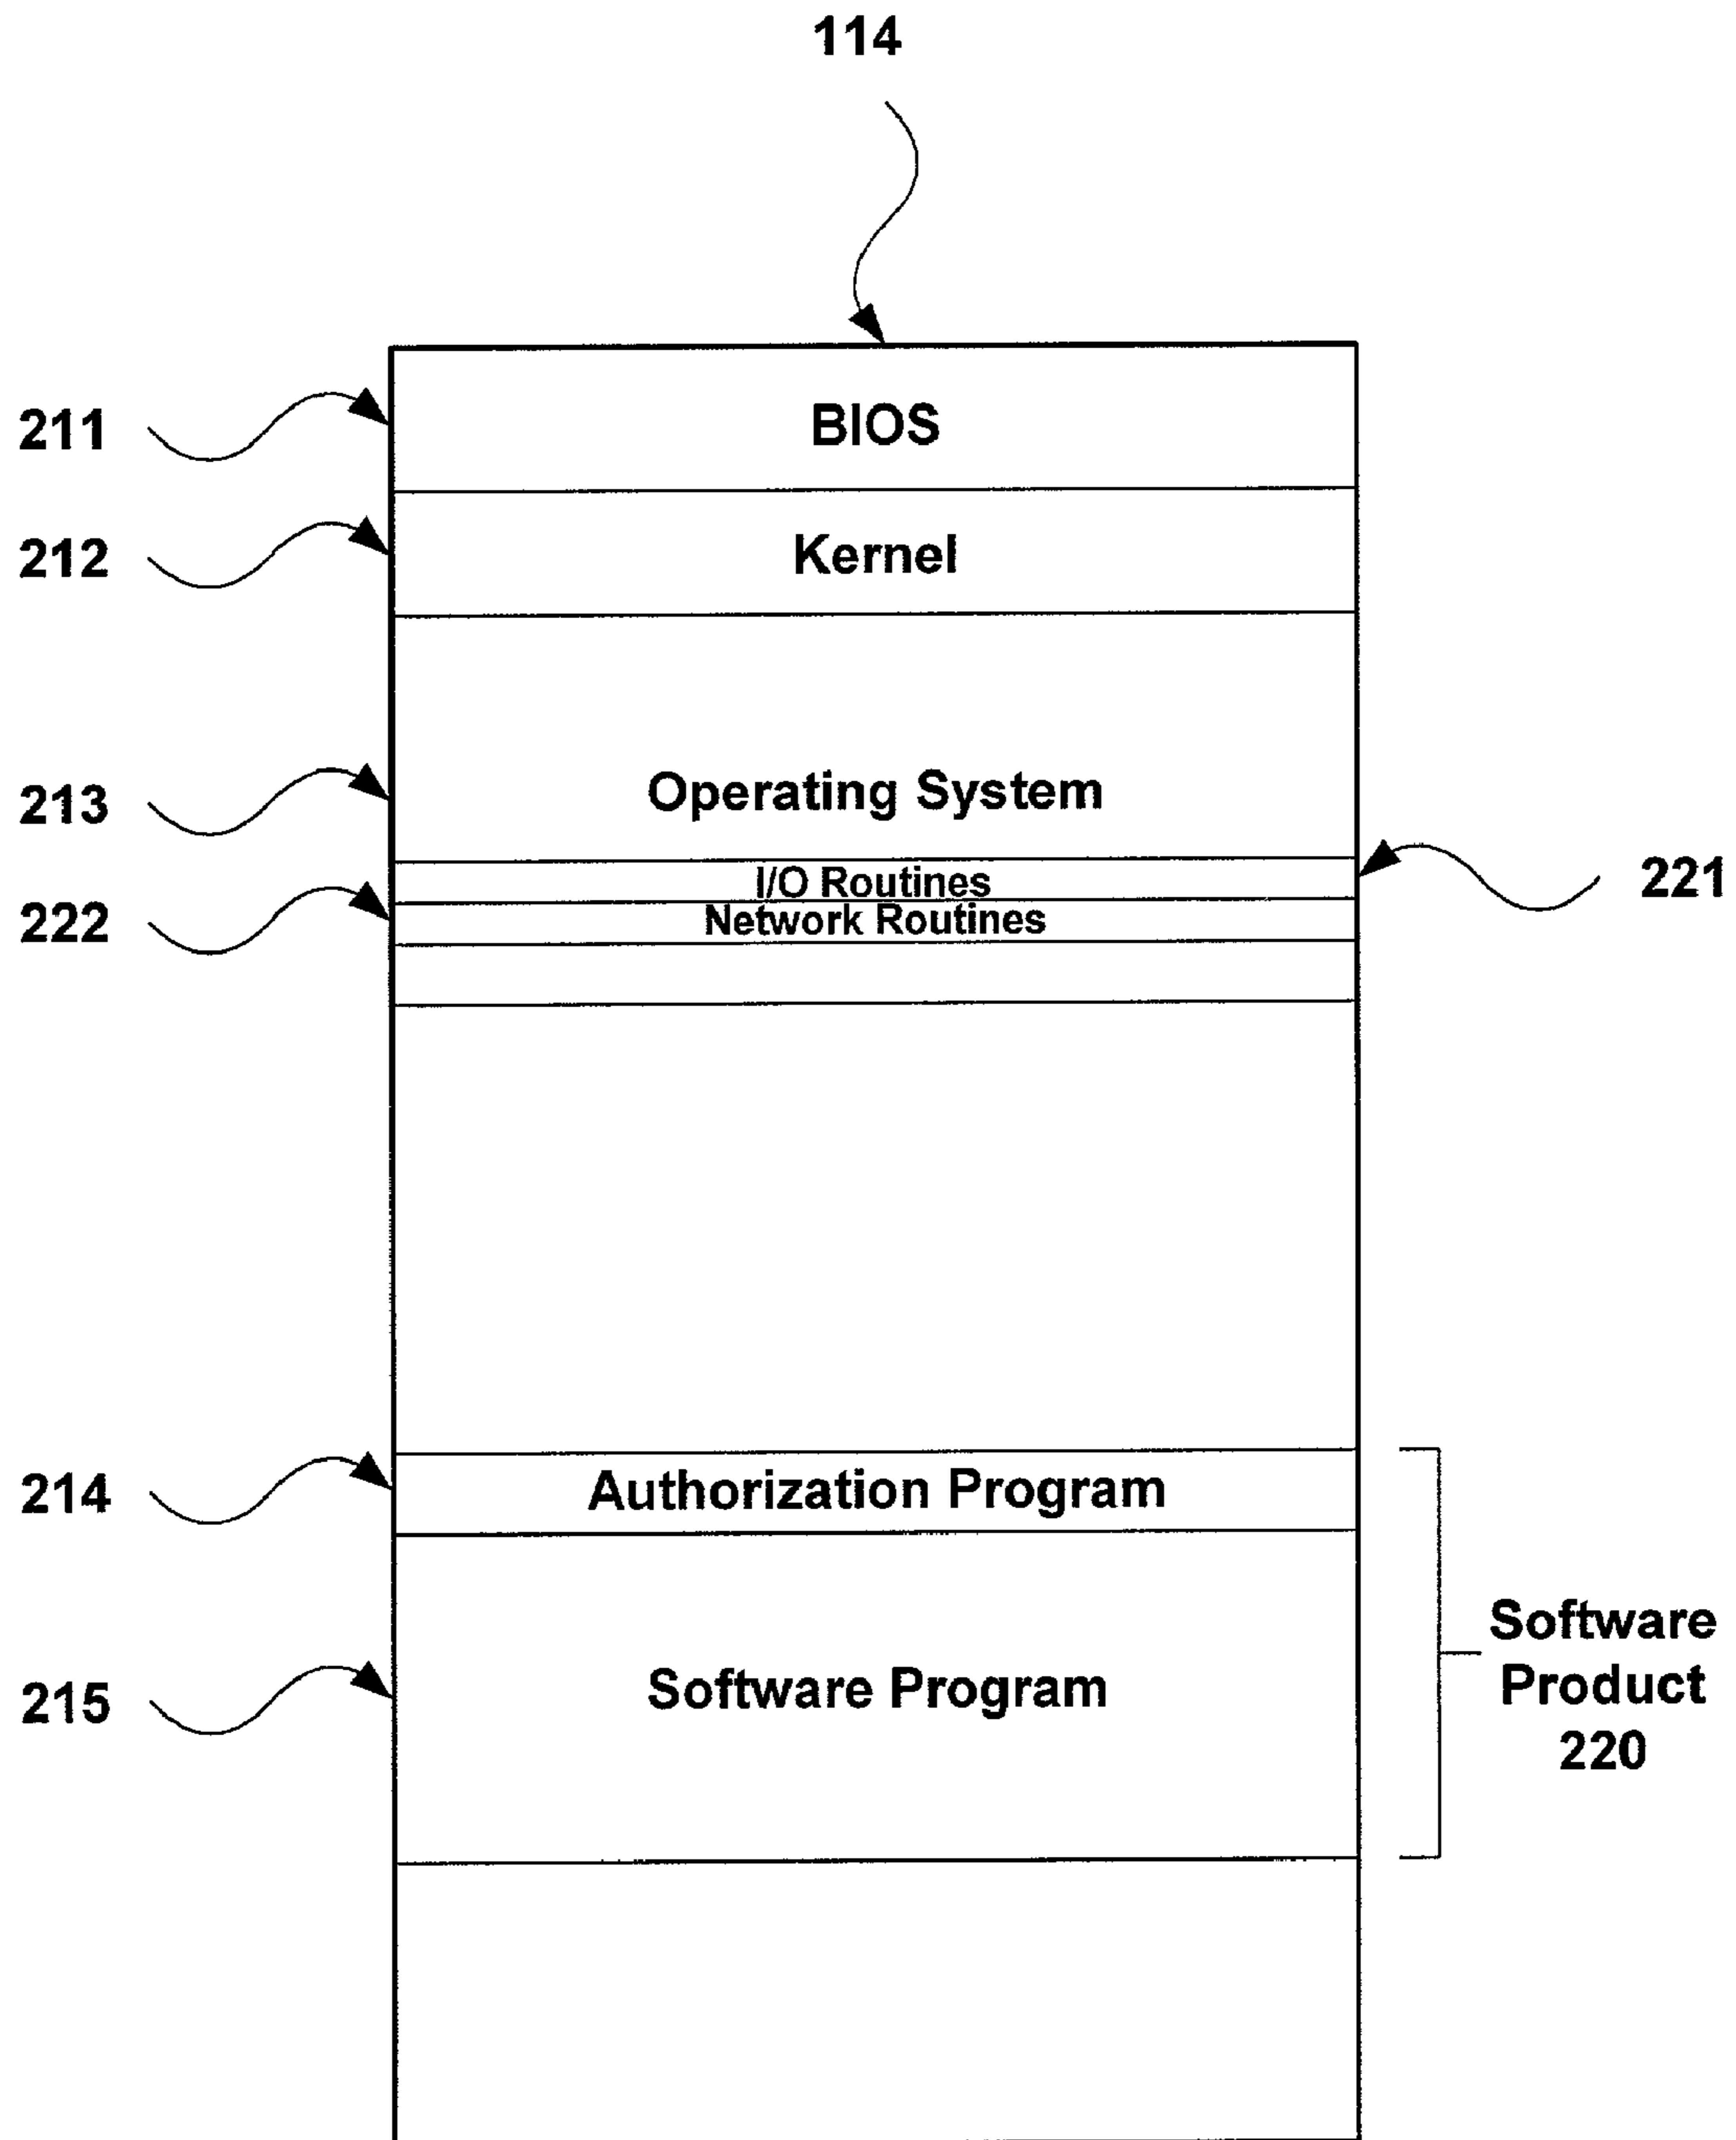 114
211
BIOS
212
Kernel
213
Operating System
I/O Routines
221
222
Network Routines
214
Authorization Program
215
Software Program
Software
Product
220